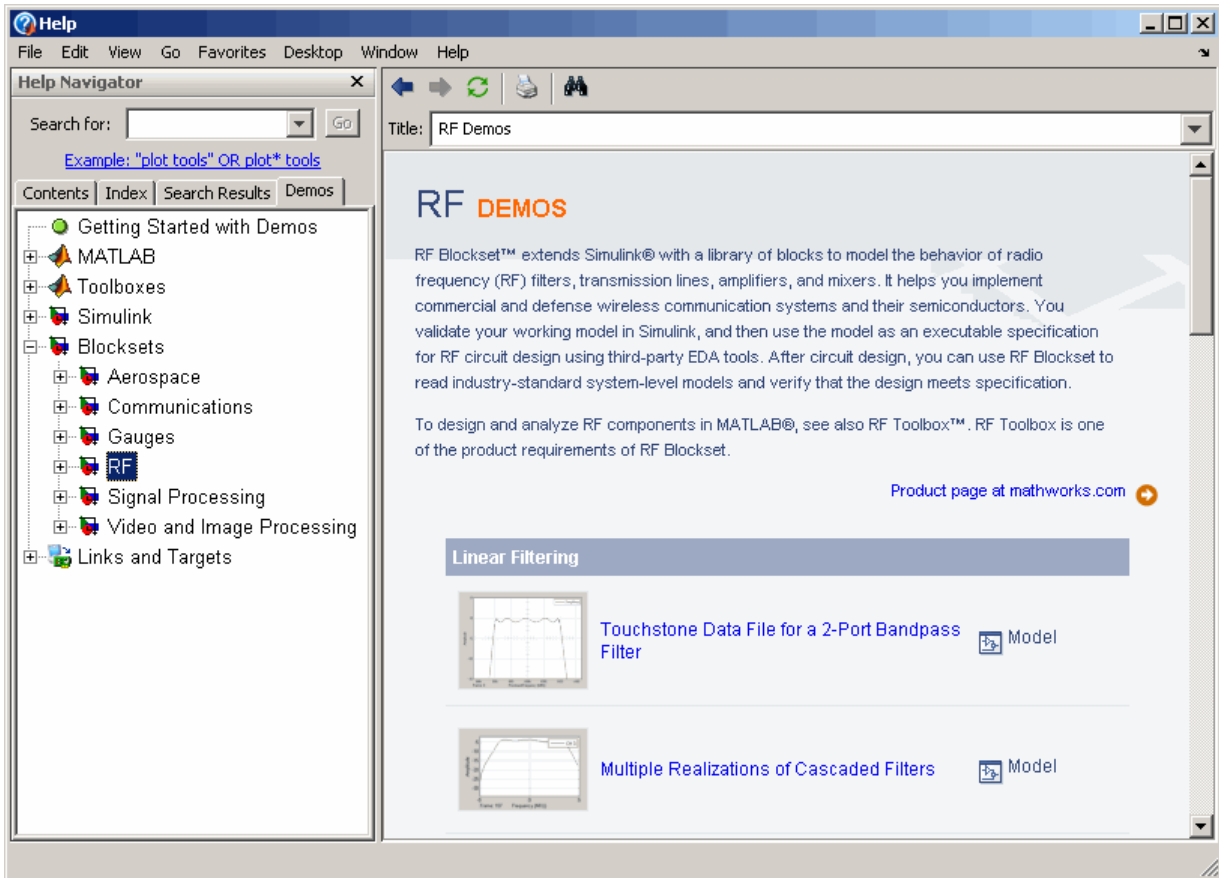 Help
File Edit View Go Favorites Desktop Window Help
Help Navigator
Search for: Go
Example: "plot tools" OR plot* tools
Contents Index Search Results Demos
Getting Started with Demos
MATLAB
Toolboxes
Simulink
Blocksets
Aerospace
Communications
Gauges
RF
Signal Processing
Video and Image Processing
Links and Targets
Title: RF Demos
RF DEMOS
RF Blockset™ extends Simulink® with a library of blocks to model the behavior of radio
frequency (RF) filters, transmission lines, amplifiers, and mixers. It helps you implement
commercial and defense wireless communication systems and their semiconductors. You
validate your working model in Simulink, and then use the model as an executable specification
for RF circuit design using third-party EDA tools. After circuit design, you can use RF Blockset to
read industry-standard system-level models and verify that the design meets specification.
To design and analyze RF components in MATLAB®, see also RF Toolbox™. RF Toolbox is one
of the product requirements of RF Blockset.
Product page at mathworks.com
Linear Filtering
Touchstone Data File for a 2-Port Bandpass
Filter
Model
Multiple Realizations of Cascaded Filters
Model